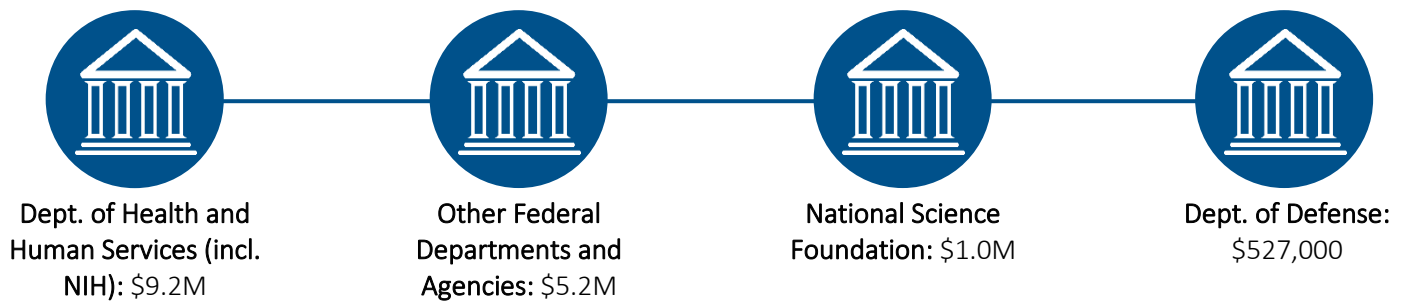 Dept. of Health and
Human Services (incl.
NIH): $9.2M
Other Federal
Departments and
Agencies: $5.2M
National Science
Foundation: $1.0M
Dept. of Defense:
$527,000